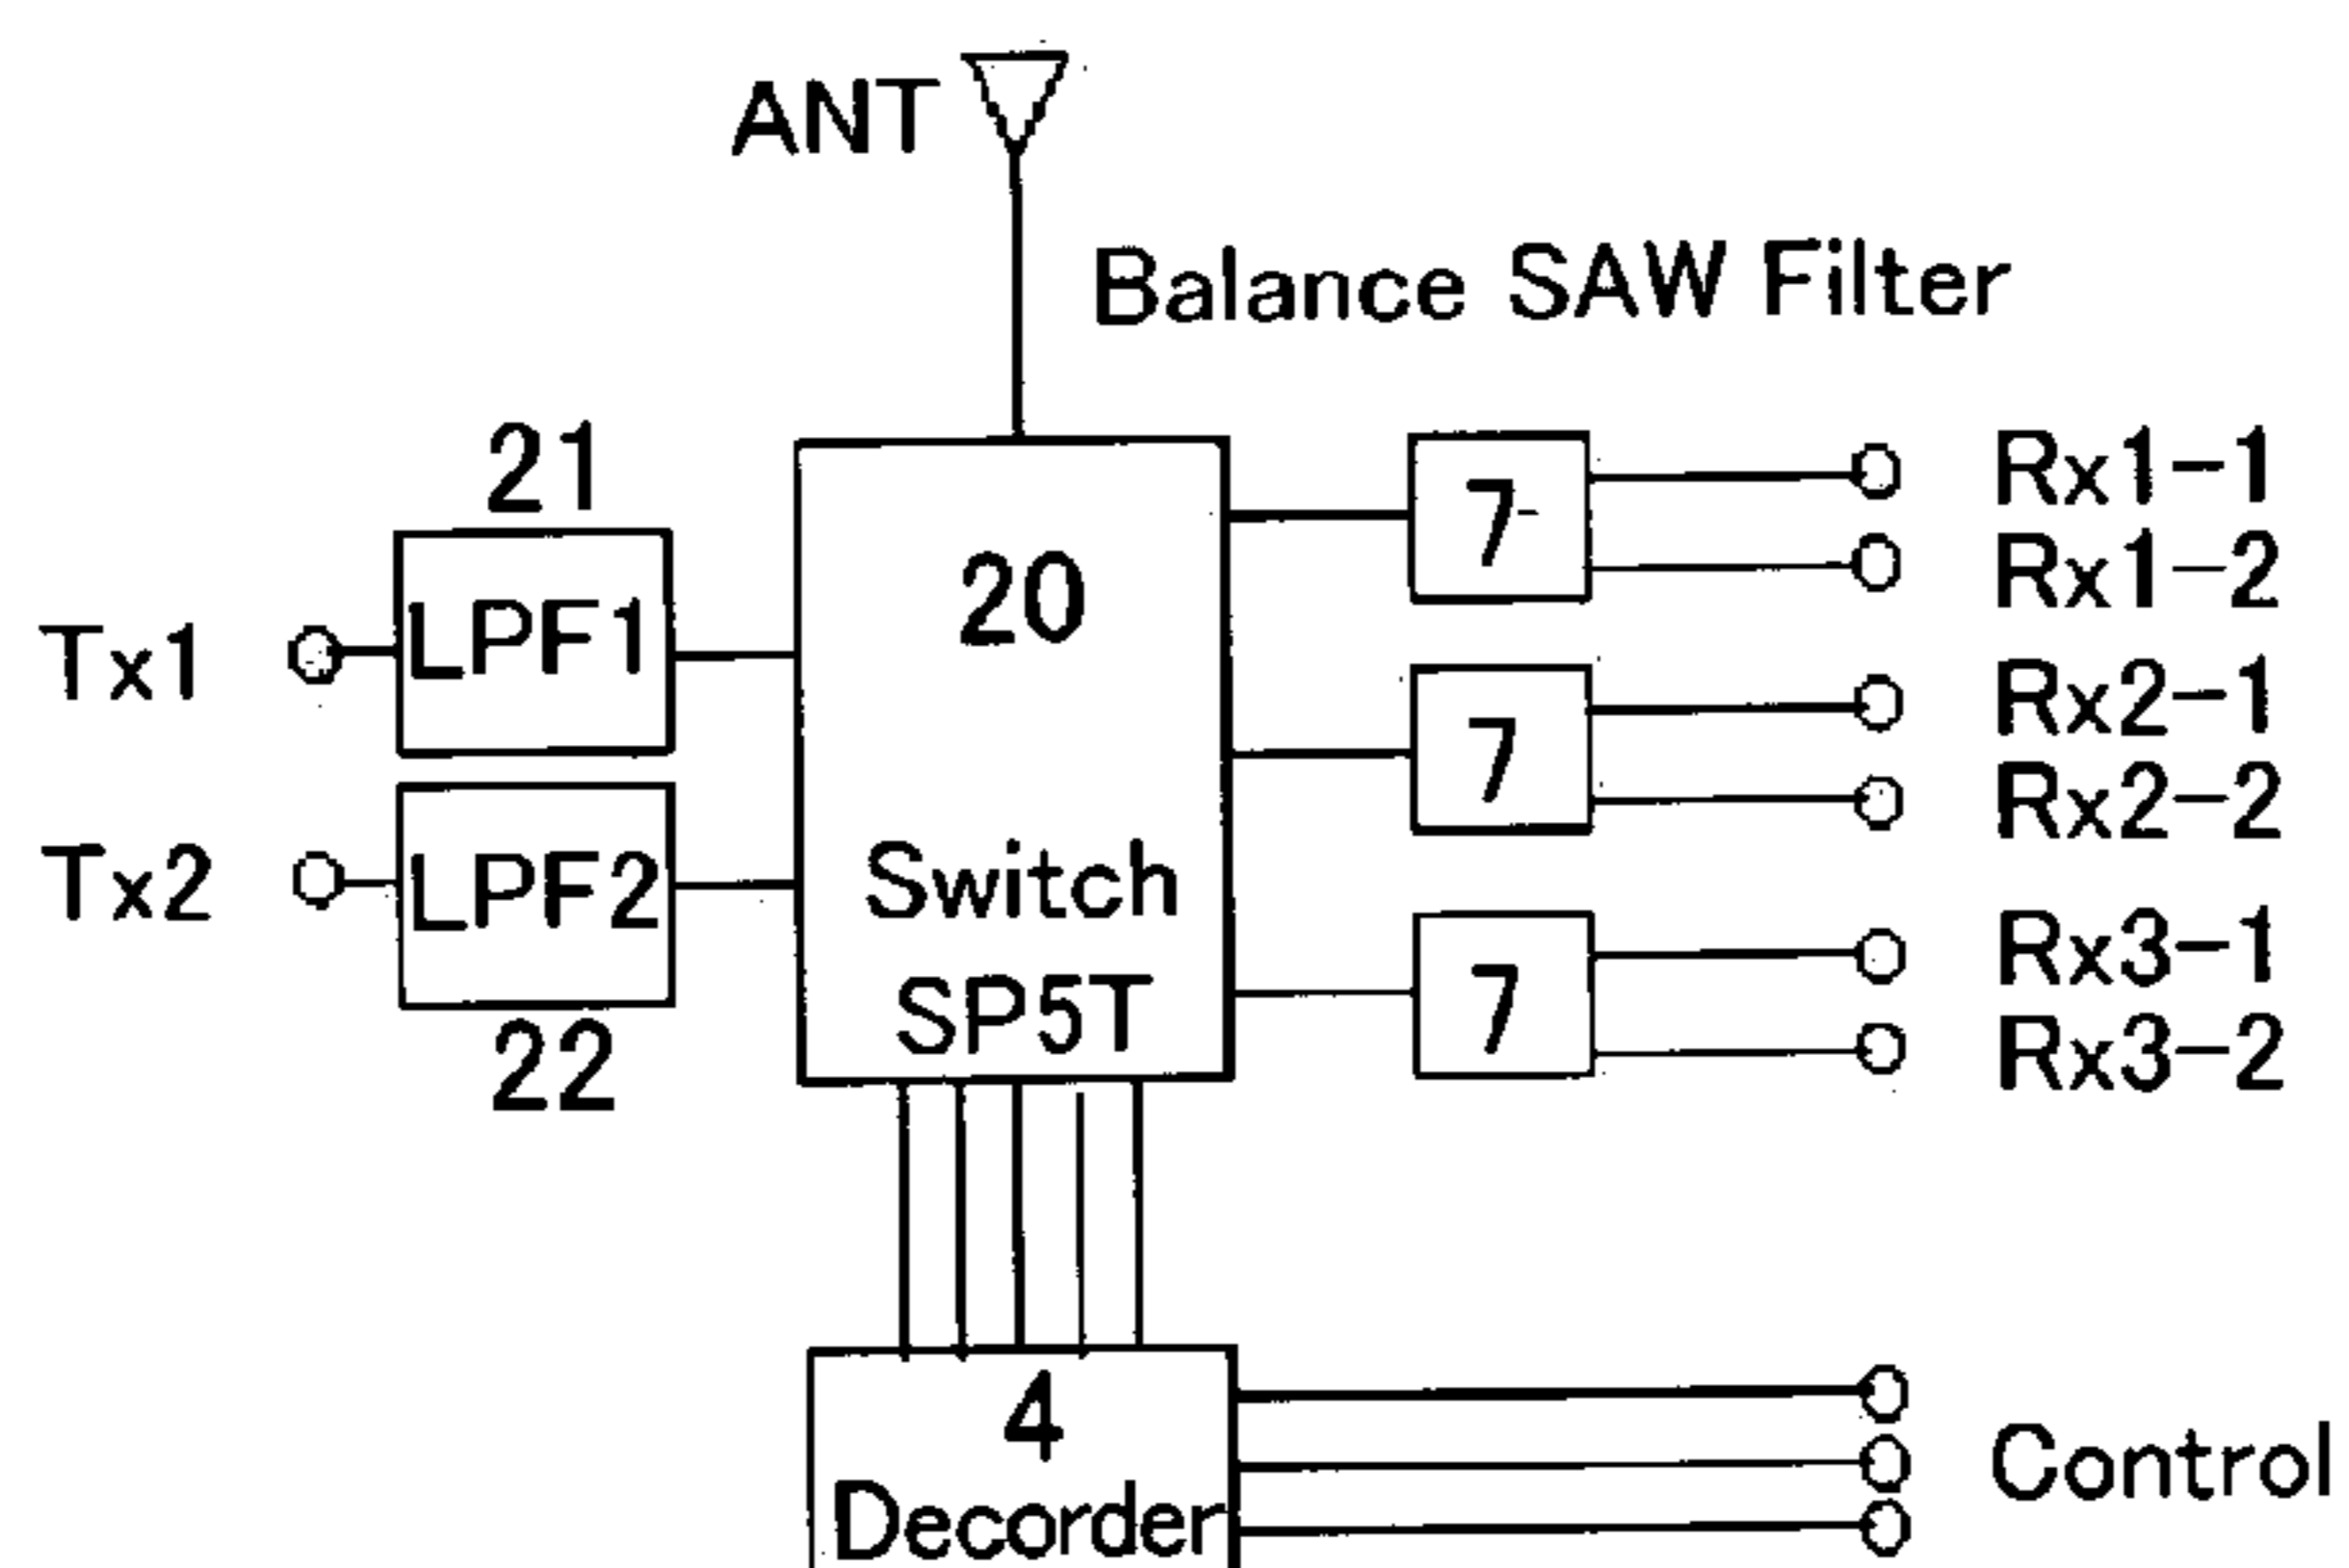 ANT
Balance SAW Filter
21
LPF1
Tx1
Tx2
LPF2
22
20
Switch
SP5T
7
7
7
Rx1-1
Rx1-2
Rx2-1
Rx2-2
Rx3-1
Rx3-2
4
Decorder
Control